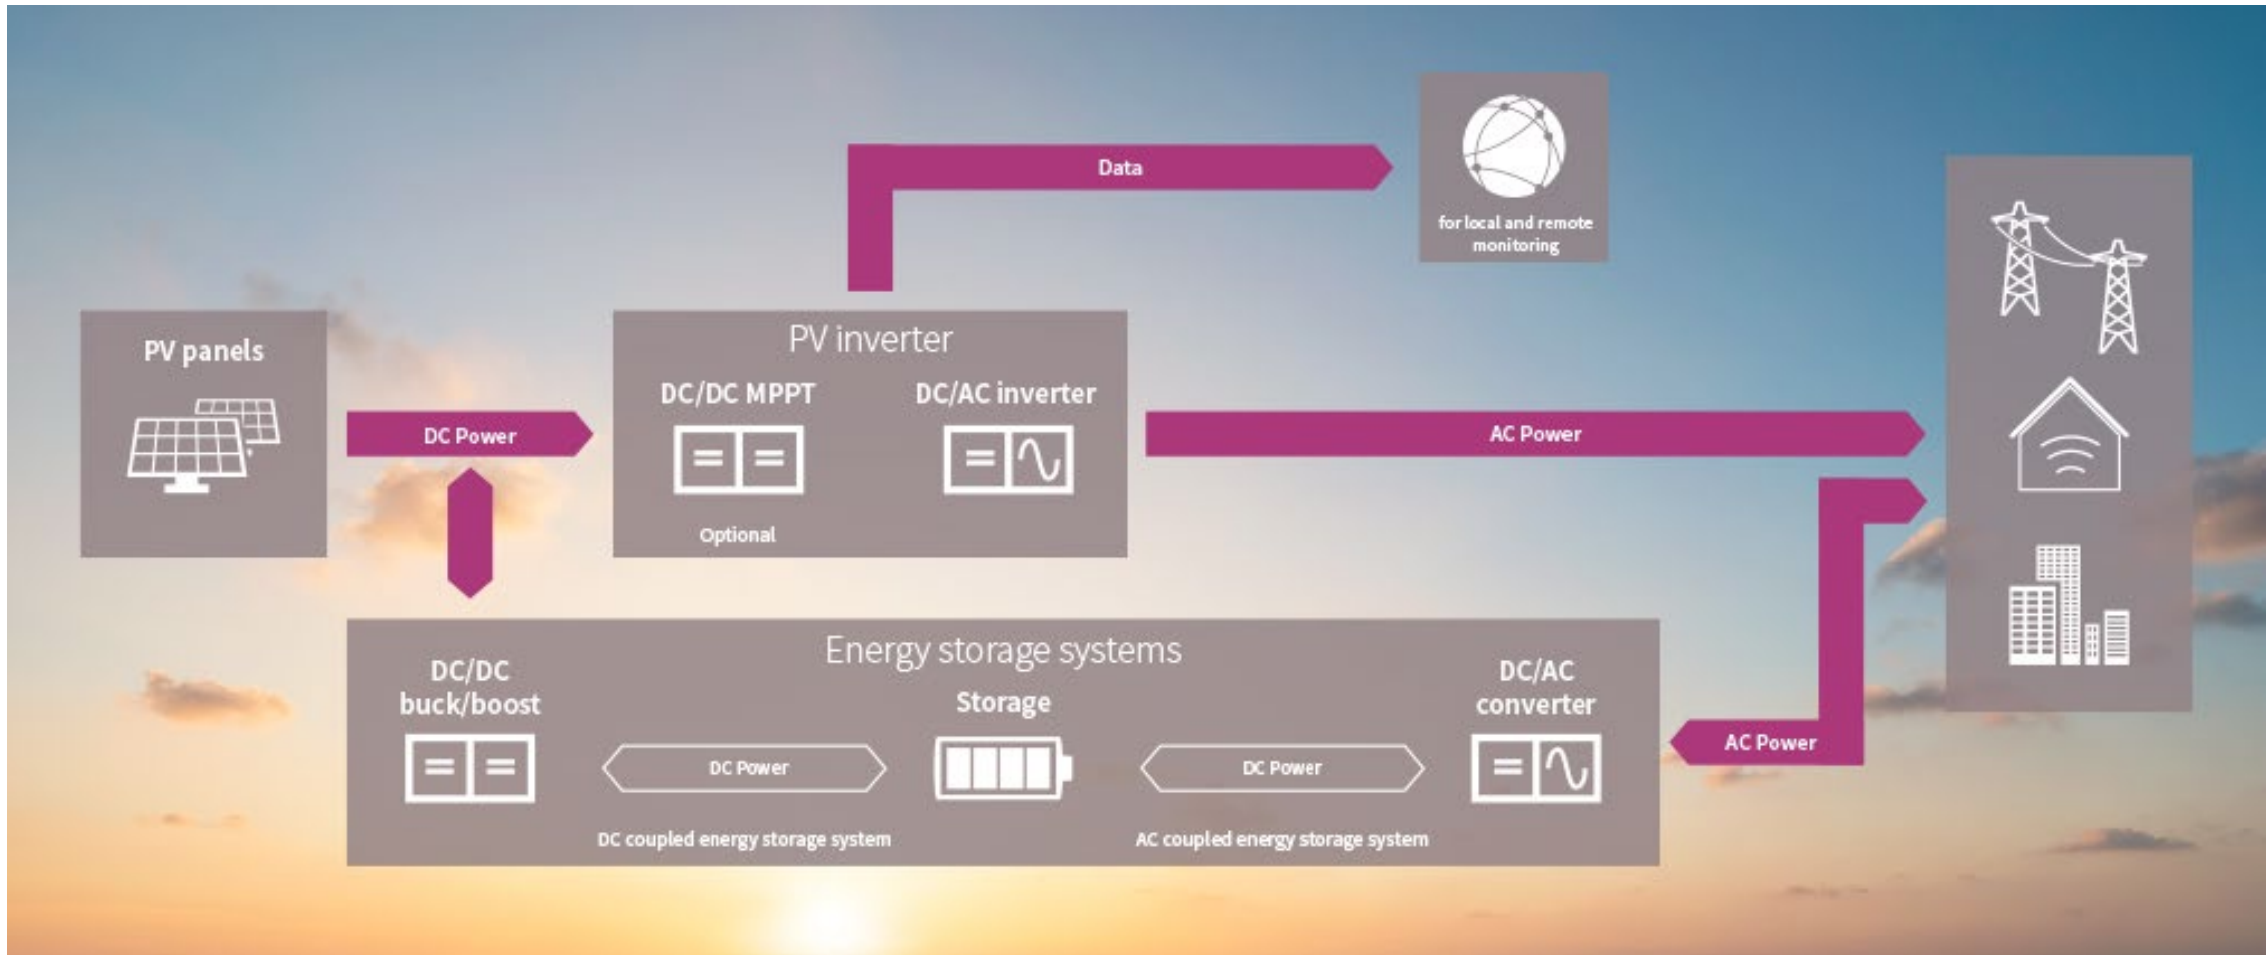 Data
for local and remote
monitoring
PV panels
DC Power
PV inverter
DC/DC MPPT
Optional
DC/AC inverter
AC Power
Energy storage systems
DC/DC
buck/boost
DC Power
DC coupled energy storage system
Storage
DC Power
AC coupled energy storage system
DC/AC
converter
AC Power